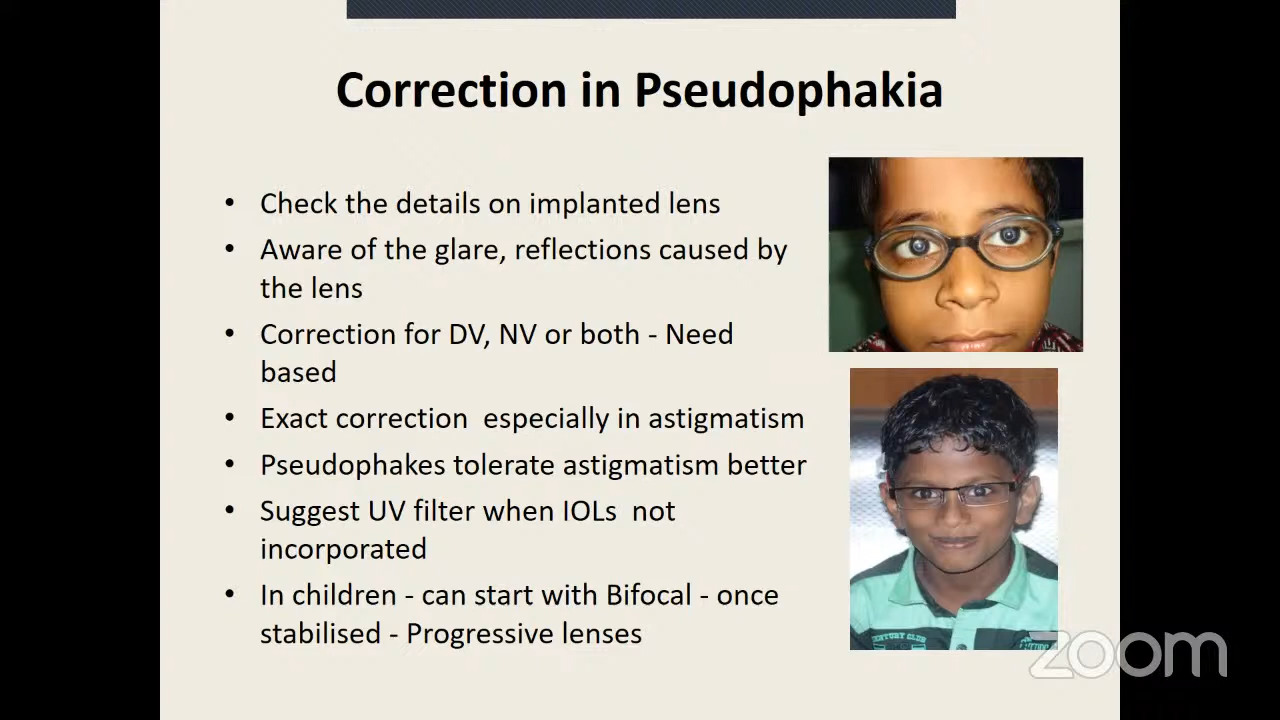 Correction in Pseudophakia
• Check the details on implanted lens
• Aware of the glare, reflections caused by
the lens
• Correction for DV, NV or both - Need
based
• Exact correction  especially in astigmatism
• Pseudophakes tolerate astigmatism better
• Suggest UV filter when IOLs  not
incorporated
• In children - can start with Bifocal - once
stabilised - Progressive lenses
CENTURY CLUB
zoom